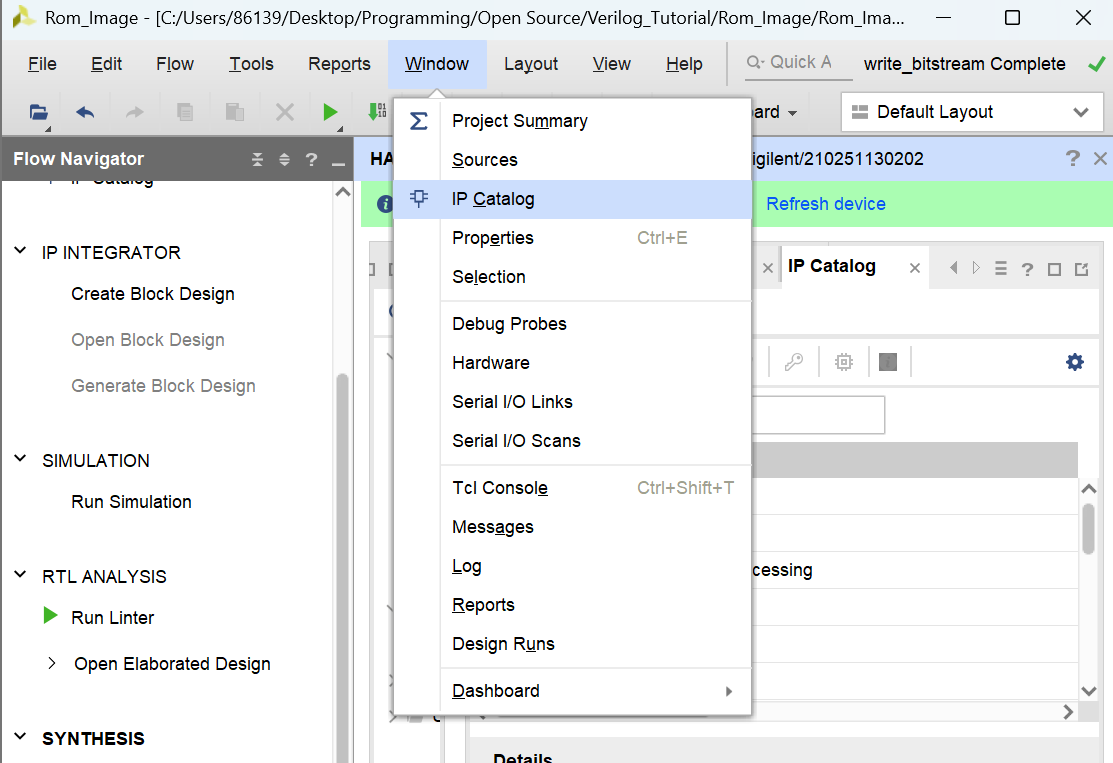 Rom_Image - [C:/Users/86139/Desktop/Programming/Open Source/Verilog_Tutorial/Rom_Image/Rom_Ima...
File Edit Flow Tools Reports Window Layout View Help Quick A write_bitstream Complete
ard Default Layout
Flow Navigator
HA
igilent/210251130202
IP Catalog
Refresh device
IP INTEGRATOR
Create Block Design
Open Block Design
Generate Block Design
SIMULATION
Run Simulation
RTL ANALYSIS
Run Linter
Open Elaborated Design
SYNTHESIS
Project Summary
Sources
IP Catalog
Properties Ctrl+E
Selection
Debug Probes
Hardware
Serial I/O Links
Serial I/O Scans
Tcl Console Ctrl+Shift+T
Messages
Log
Reports
Design Runs
Dashboard
IP Catalog
cessing
Details